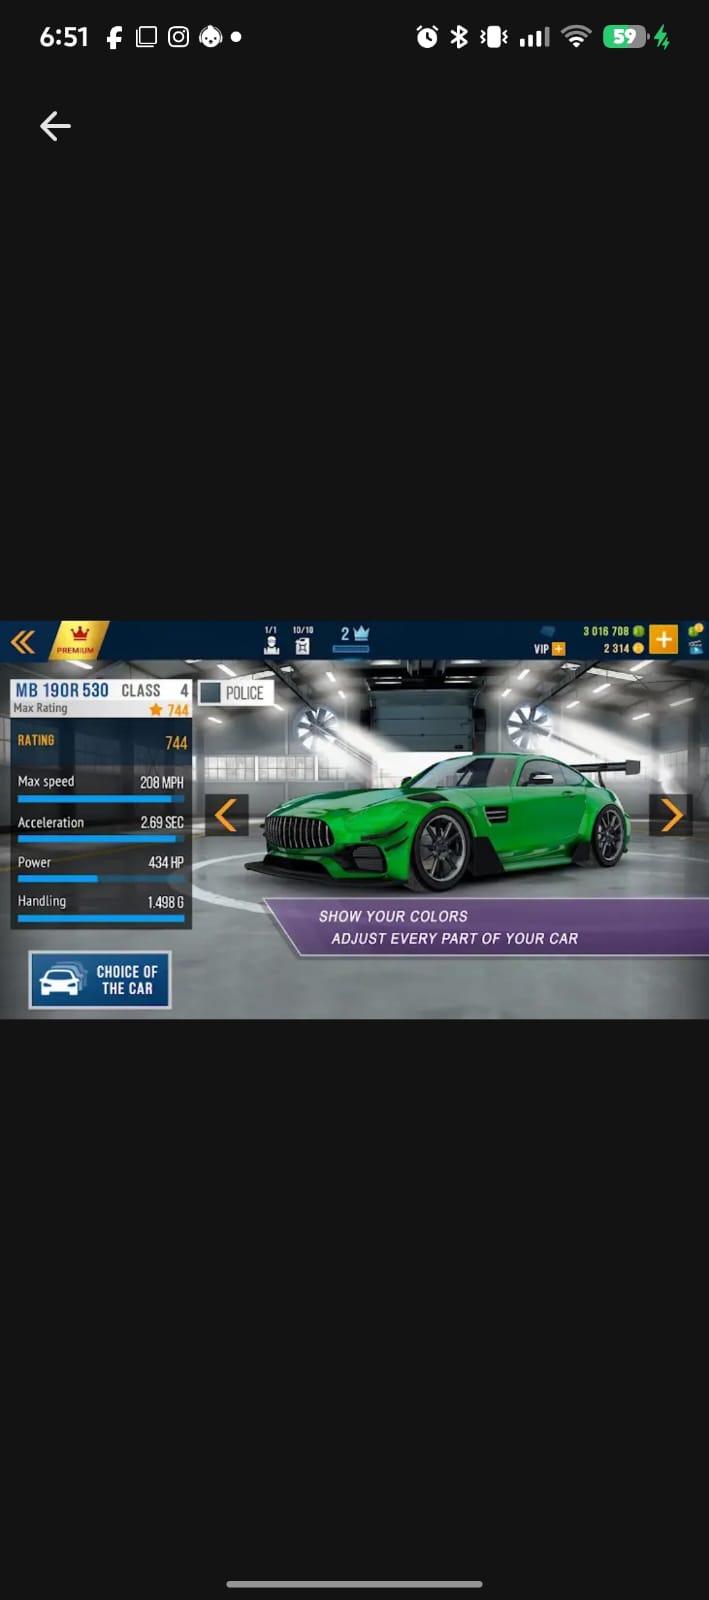 6:51
59
PREMIUM
1/1
10/10
2
VIP
3 016 708
2 314
MB 190R 530 CLASS 4
Max Rating 744
POLICE
RATING 744
Max speed 208 MPH
Acceleration 2.69 SEC
Power 434 HP
Handling 1.498 G
SHOW YOUR COLORS
ADJUST EVERY PART OF YOUR CAR
CHOICE OF
THE CAR